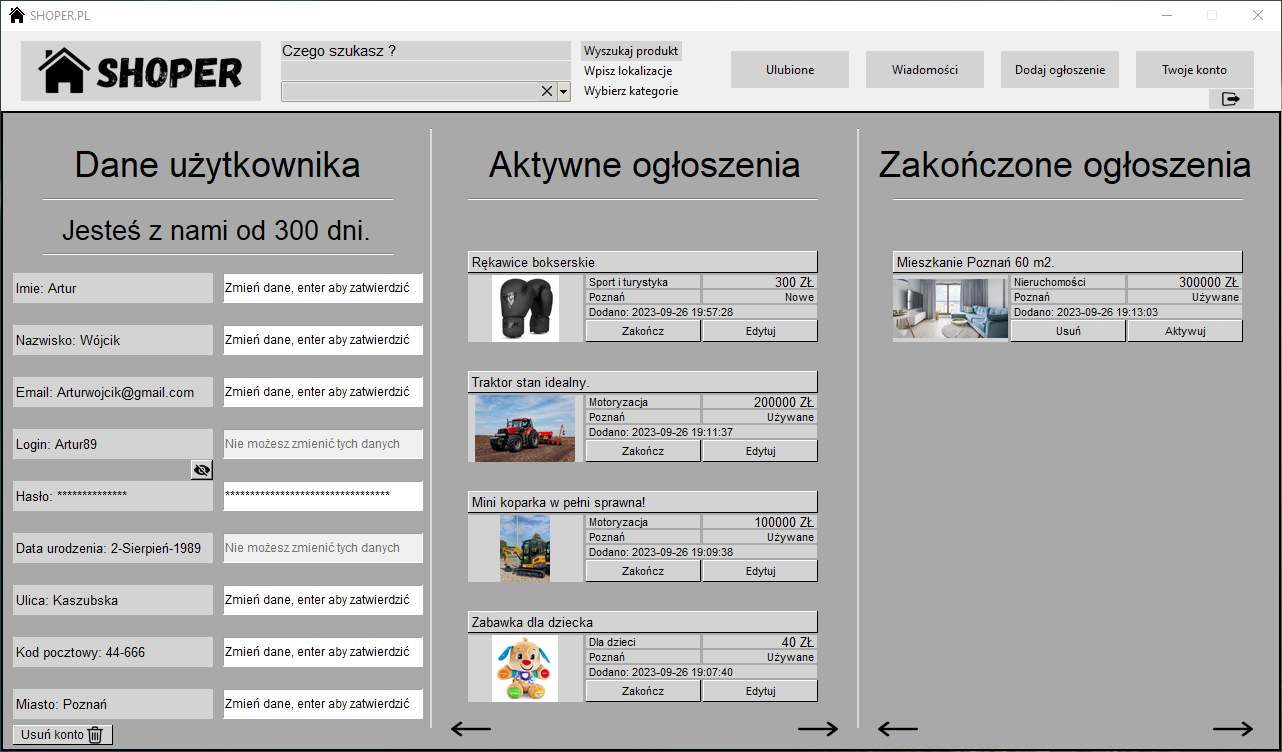 SHOPER.PL
SHOPER
Czego szukasz ?
Wyszukaj produkt
Wpisz lokalizacje
Wybierz kategorie
Ulubione
Wiadomości
Dodaj ogłoszenie
Twoje konto
Dane użytkownika
Jesteś z nami od 300 dni.
Imie: Artur
Zmień dane, enter aby zatwierdzić
Nazwisko: Wójcik
Zmień dane, enter aby zatwierdzić
Email: Arturwojcik@gmail.com
Zmień dane, enter aby zatwierdzić
Login: Artur89
Nie możesz zmienić tych danych
Hasło: **************
*********************************
Data urodzenia: 2-Sierpień-1989
Nie możesz zmienić tych danych
Ulica: Kaszubska
Zmień dane, enter aby zatwierdzić
Kod pocztowy: 44-666
Zmień dane, enter aby zatwierdzić
Miasto: Poznań
Zmień dane, enter aby zatwierdzić
Usuń konto
Aktywne ogłoszenia
Rękawice bokserskie
Sport i turystyka
300 ZŁ
Poznań
Nowe
Dodano: 2023-09-26 19:57:28
Zakończ
Edytuj
Traktor stan idealny.
Motoryzacja
200000 ZŁ
Poznań
Używane
Dodano: 2023-09-26 19:11:37
Zakończ
Edytuj
Mini koparka w pełni sprawna!
Motoryzacja
100000 ZŁ
Poznań
Używane
Dodano: 2023-09-26 19:09:38
Zakończ
Edytuj
Zabawka dla dziecka
Dla dzieci
40 ZŁ
Poznań
Używane
Dodano: 2023-09-26 19:07:40
Zakończ
Edytuj
Zakończone ogłoszenia
Mieszkanie Poznań 60 m2.
Nieruchomości
300000 ZŁ
Poznań
Używane
Dodano: 2023-09-26 19:13:03
Usuń
Aktywuj